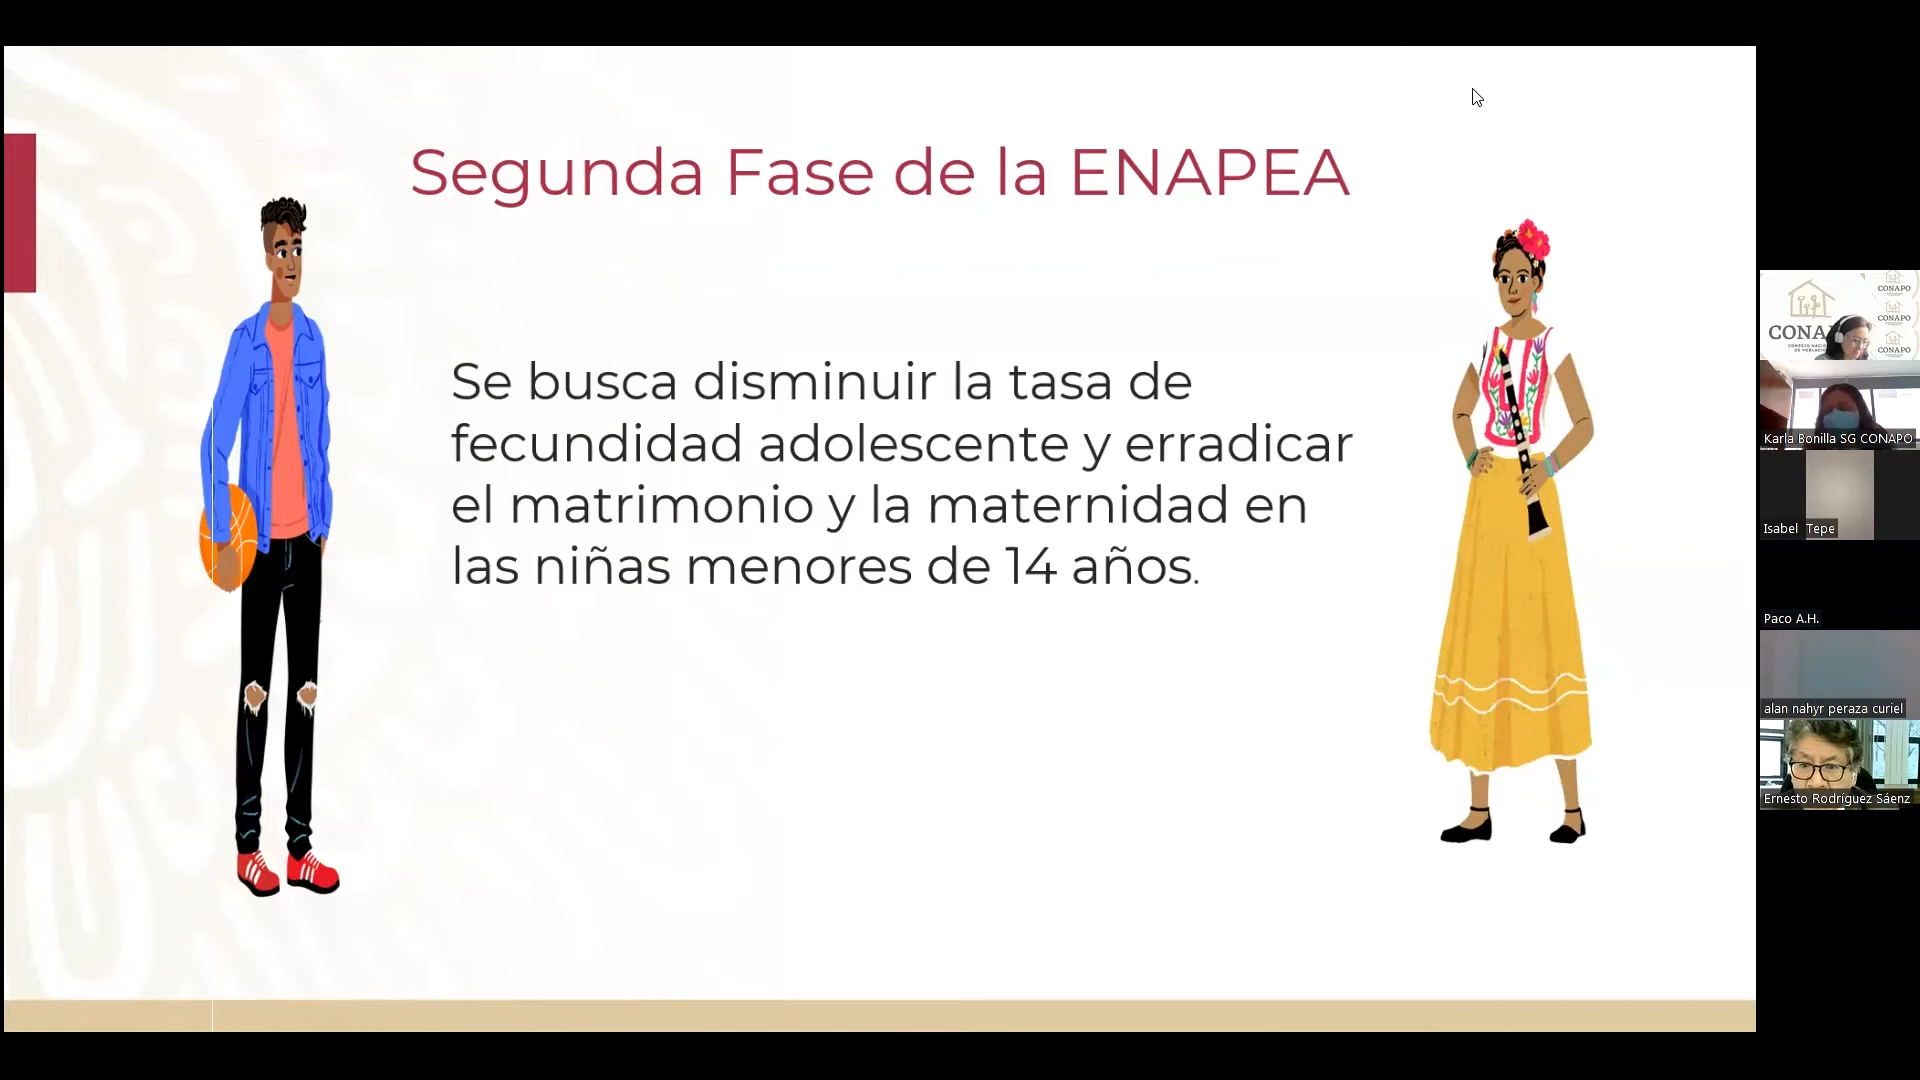 Segunda Fase de la ENAPEA
Se busca disminuir la tasa de
fecundidad adolescente y erradicar
el matrimonio y la maternidad en
las niñas menores de 14 años.
CONAPO
CONAPO
CONA
CONAPO
Karla Bonilla SG CONAPO
Isabel Tepe
Paco A.H.
alan nahyr peraza curiel
Ernesto Rodríguez Sáenz